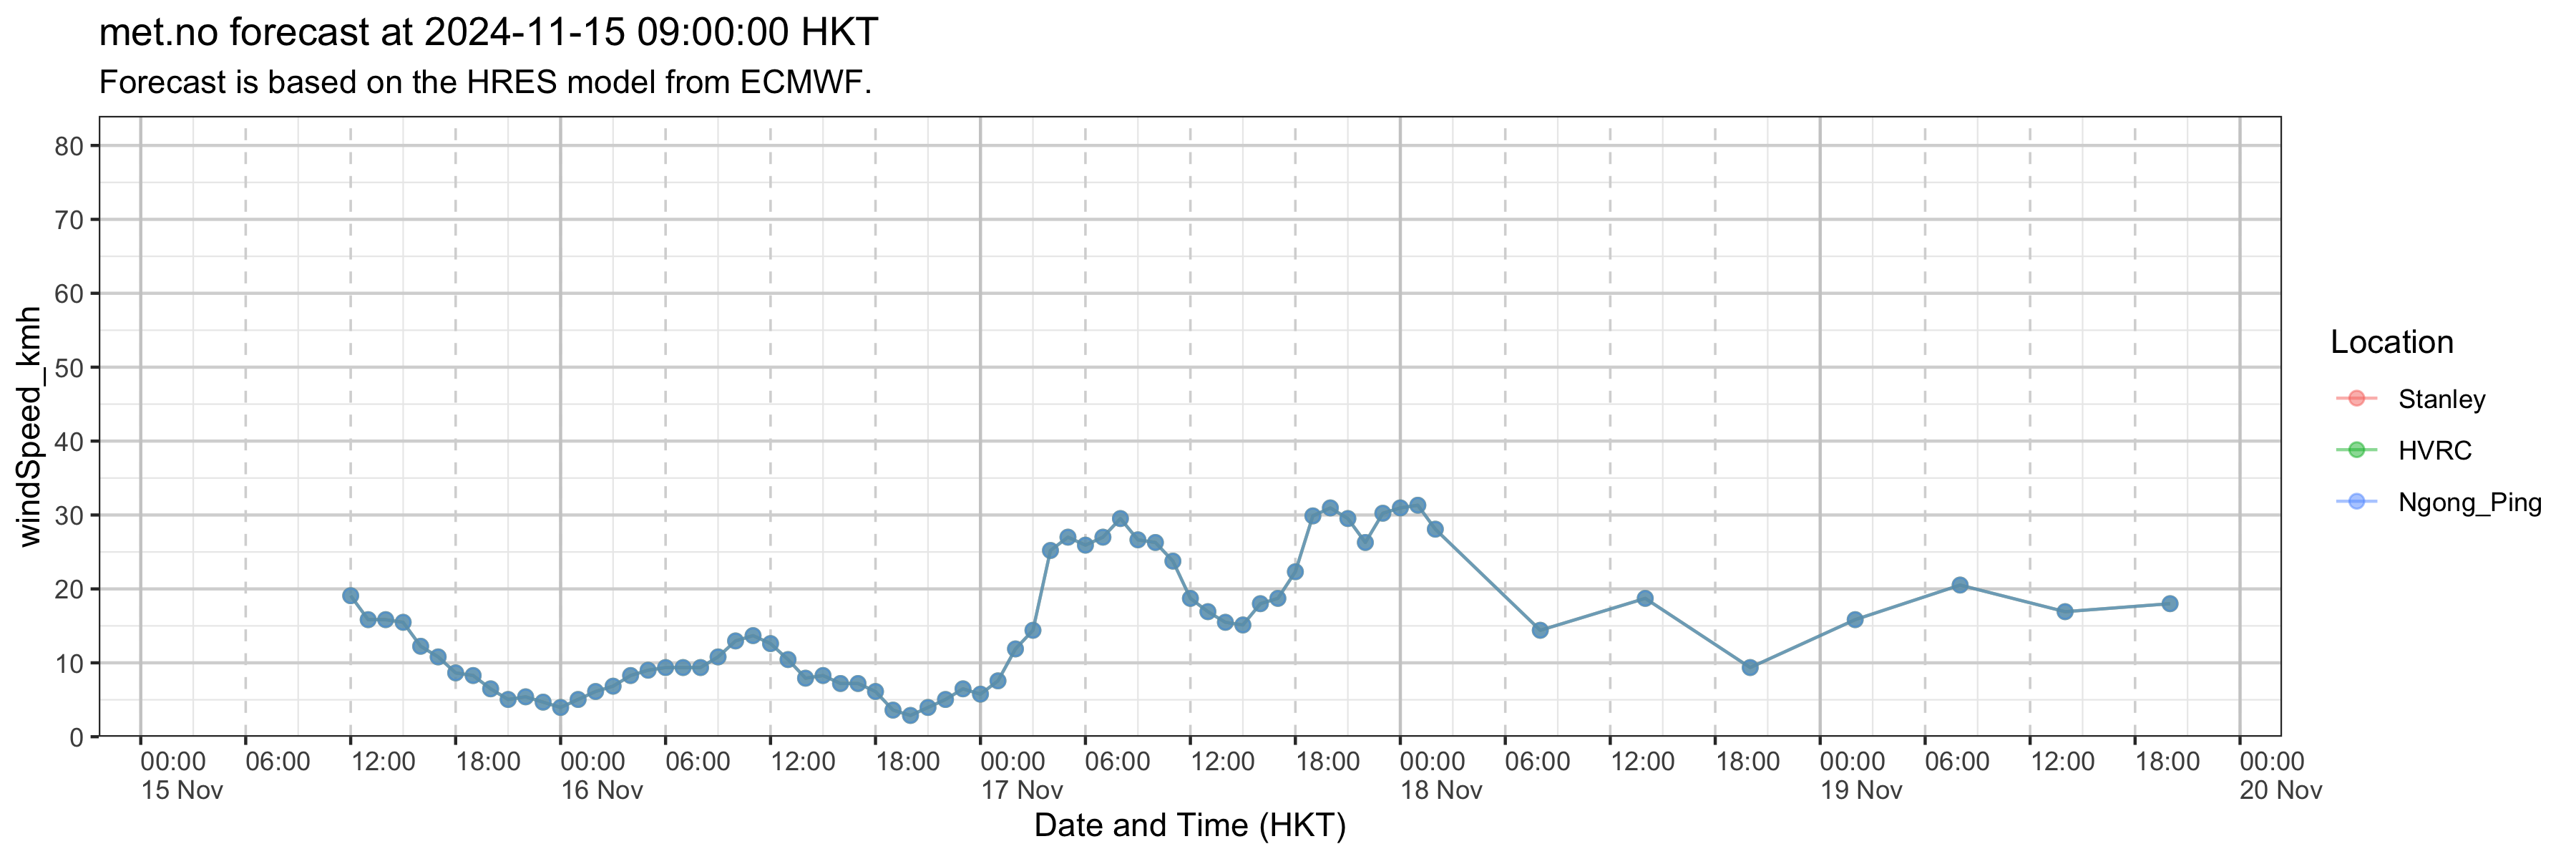 met.no forecast at 2024-11-15 09:00:00 HKT
Forecast is based on the HRES model from ECMWF.
windSpeed_kmh
80
70
60
50
40
30
20
10
0
00:00 06:00 12:00 18:00 00:00 06:00 12:00 18:00 00:00 06:00 12:00 18:00 00:00 06:00 12:00 18:00 00:00 06:00 12:00 18:00 00:00
15 Nov 16 Nov 17 Nov 18 Nov 19 Nov 20 Nov
Date and Time (HKT)
Location
Stanley
HVRC
Ngong_Ping